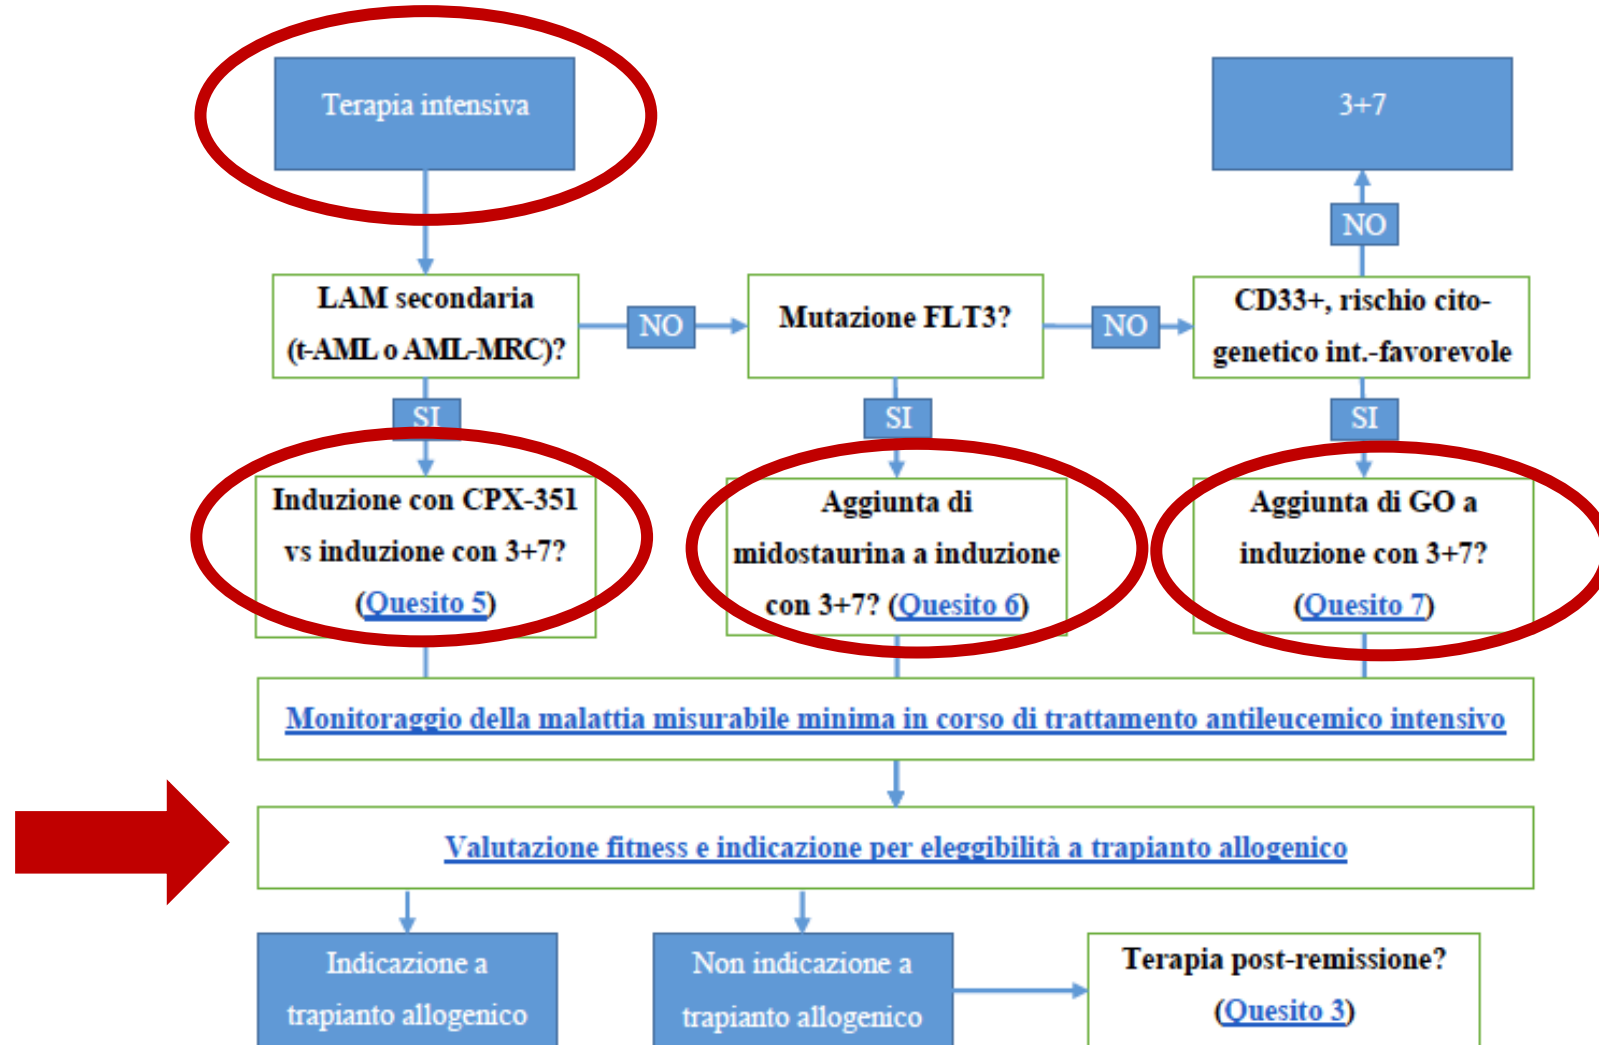 Terapia intensiva
3+7
NO
LAM secondaria
(t-AML o AML-MRC)?
NO
Mutazione FLT3?
NO
CD33+, rischio cito-
genetico int.-favorevole
SI
SI
SI
Induzione con CPX-351
vs induzione con 3+7?
(Quesito 5)
Aggiunta di
midostaurina a induzione
con 3+7? (Quesito 6)
Aggiunta di GO a
induzione con 3+7?
(Quesito 7)
Monitoraggio della malattia misurabile minima in corso di trattamento antileucemico intensivo
Valutazione fitness e indicazione per eleggibilità a trapianto allogenico
Indicazione a
trapianto allogenico
Non indicazione a
trapianto allogenico
Terapia post-remissione?
(Quesito 3)